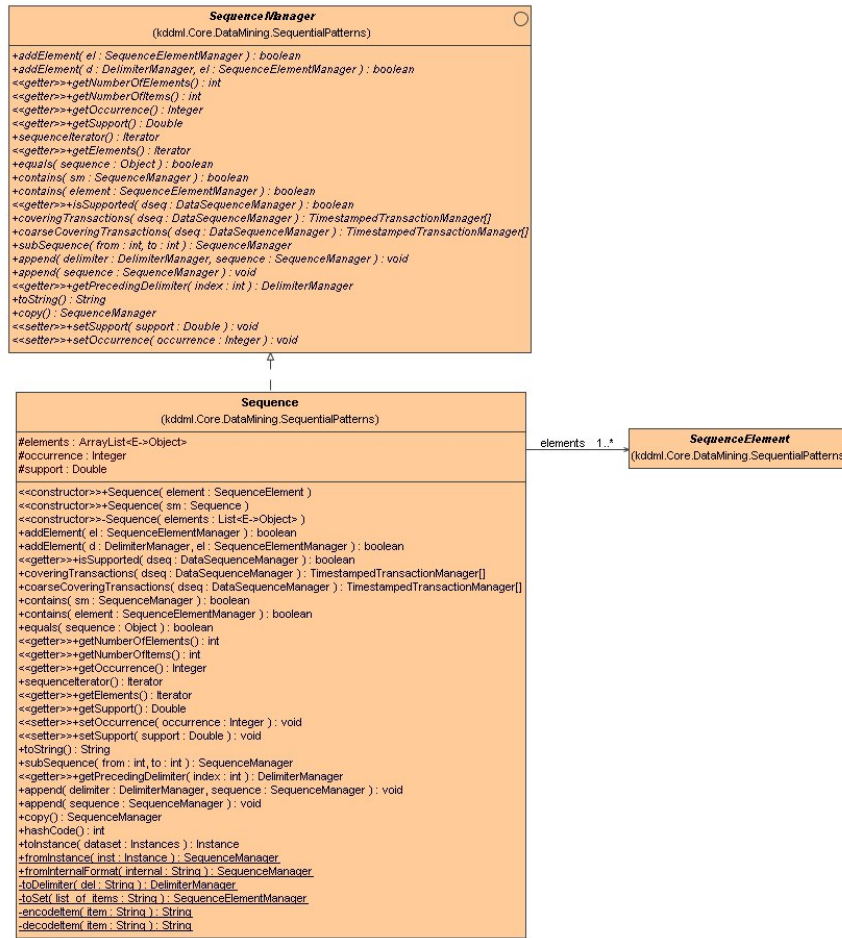 SequenceManager
(kddml.Core.DataMining.SequentialPatterns)
+addElement( el : SequenceElementManager ) : boolean
+addElement( d : DelimiterManager, el : SequenceElementManager ) : boolean
<<getter>>+getNumberOfElements() : int
<<getter>>+getNumberOfItems() : int
<<getter>>+getOccurrence() : Integer
<<getter>>+getSupport() : Double
+sequenceIterator() : Iterator
<<getter>>+getElements() : Iterator
+equals( sequence : Object ) : boolean
+contains( sm : SequenceManager ) : boolean
+contains( element : SequenceElementManager ) : boolean
<<getter>>+isSupported( dseq : DataSequenceManager ) : boolean
+coveringTransactions( dseq : DataSequenceManager ) : TimestampedTransactionManager[]
+coarseCoveringTransactions( dseq : DataSequenceManager ) : TimestampedTransactionManager[]
+subSequence( from : int, to : int ) : SequenceManager
+append( delimiter : DelimiterManager, sequence : SequenceManager ) : void
+append( sequence : SequenceManager ) : void
<<getter>>+getPrecedingDelimiter( index : int ) : DelimiterManager
+toString() : String
+copy() : SequenceManager
<<setter>>+setSupport( support : Double ) : void
<<setter>>+setOccurrence( occurrence : Integer ) : void
Sequence
(kddml.Core.DataMining.SequentialPatterns)
#elements : ArrayList<E->Object>
#occurrence : Integer
#support : Double
elements 1..*
SequenceElement
(kddml.Core.DataMining.SequentialPatterns
<<constructor>>+Sequence( element : SequenceElement )
<<constructor>>+Sequence( sm : Sequence )
<<constructor>>-Sequence( elements : List<E->Object> )
+addElement( el : SequenceElementManager ) : boolean
+addElement( d : DelimiterManager, el : SequenceElementManager ) : boolean
<<getter>>+isSupported( dseq : DataSequenceManager ) : boolean
+coveringTransactions( dseq : DataSequenceManager ) : TimestampedTransactionManager[]
+coarseCoveringTransactions( dseq : DataSequenceManager ) : TimestampedTransactionManager[]
+contains( sm : SequenceManager ) : boolean
+contains( element : SequenceElementManager ) : boolean
+equals( sequence : Object ) : boolean
<<getter>>+getNumberOfElements() : int
<<getter>>+getNumberOfItems() : int
<<getter>>+getOccurrence() : Integer
+sequenceIterator() : Iterator
<<getter>>+getElements() : Iterator
<<getter>>+getSupport() : Double
<<setter>>+setOccurrence( occurrence : Integer ) : void
<<setter>>+setSupport( support : Double ) : void
+toString() : String
+subSequence( from : int, to : int ) : SequenceManager
<<getter>>+getPrecedingDelimiter( index : int ) : DelimiterManager
+append( delimiter : DelimiterManager, sequence : SequenceManager ) : void
+append( sequence : SequenceManager ) : void
+copy() : SequenceManager
+hashCode() : int
+toInstance( dataset : Instances ) : Instance
+fromInstance( inst : Instance ) : SequenceManager
+fromInternalFormat( internal : String ) : SequenceManager
-toDelimiter( del : String ) : DelimiterManager
-toSet( list_of_items : String ) : SequenceElementManager
-encodeItem( item : String ) : String
-decodeItem( item : String ) : String